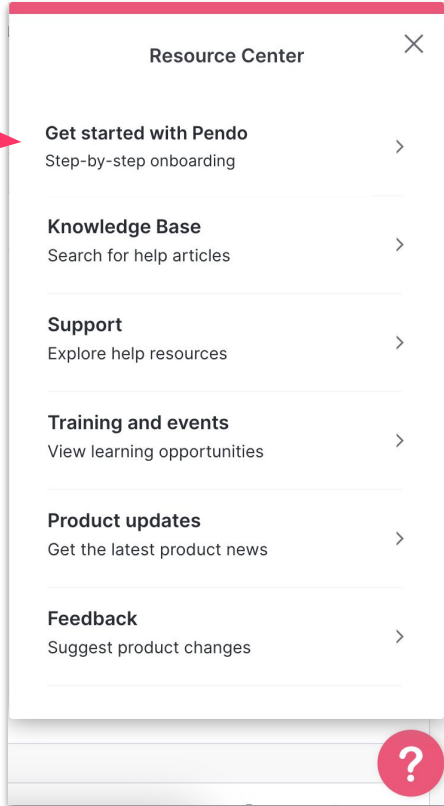 Resource Center
Get started with Pendo
Step-by-step onboarding
Knowledge Base
Search for help articles
Support
Explore help resources
Training and events
View learning opportunities
Product updates
Get the latest product news
Feedback
Suggest product changes
?